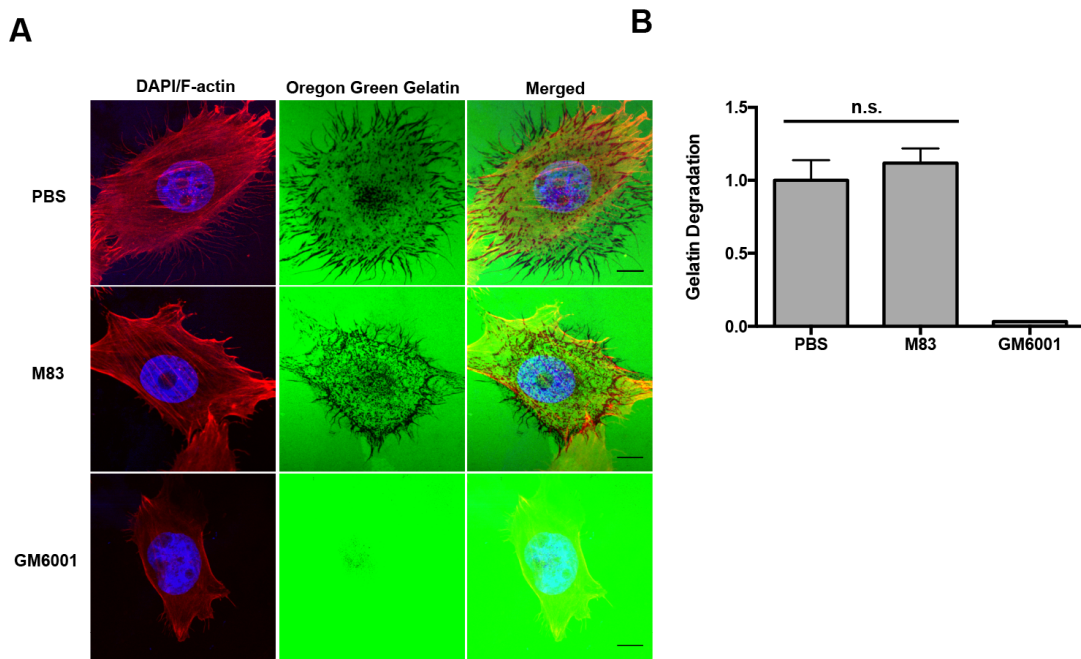 A
DAPI/F-actin Oregon Green Gelatin Merged
PBS
M83
GM6001
B
n.s.
Gelatin Degradation
1.5
1.0
0.5
0.0
PBS M83 GM6001